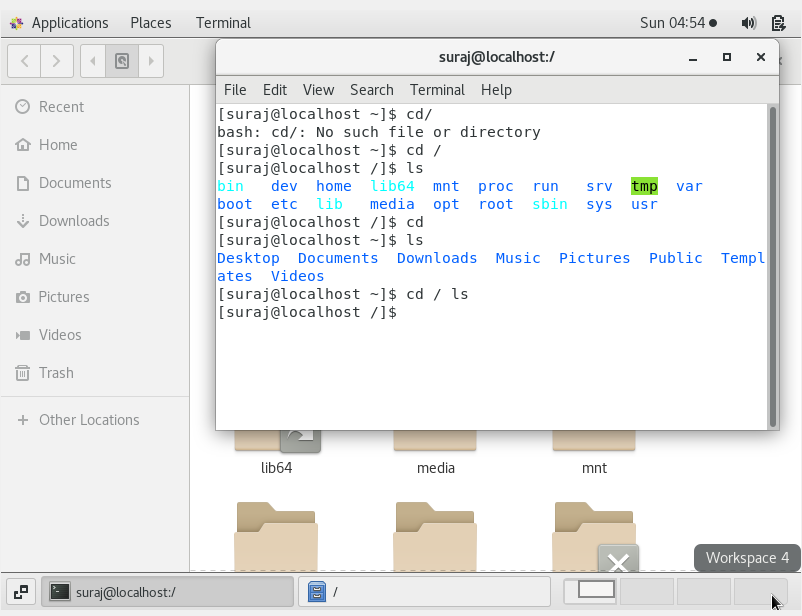 Applications Places Terminal Sun 04:54
suraj@localhost:/
File Edit View Search Terminal Help
Recent
Home
Documents
Downloads
Music
Pictures
Videos
Trash
Other Locations
[suraj@localhost ~]$ cd/
bash: cd/: No such file or directory
[suraj@localhost ~]$ cd /
[suraj@localhost /]$ ls
bin dev home lib64 mnt proc run srv tmp var
boot etc lib media opt root sbin sys usr
[suraj@localhost /]$ cd
[suraj@localhost ~]$ ls
Desktop Documents Downloads Music Pictures Public Templ
ates Videos
[suraj@localhost ~]$ cd / ls
[suraj@localhost /]$
lib64 media mnt
Workspace 4
suraj@localhost:/ /